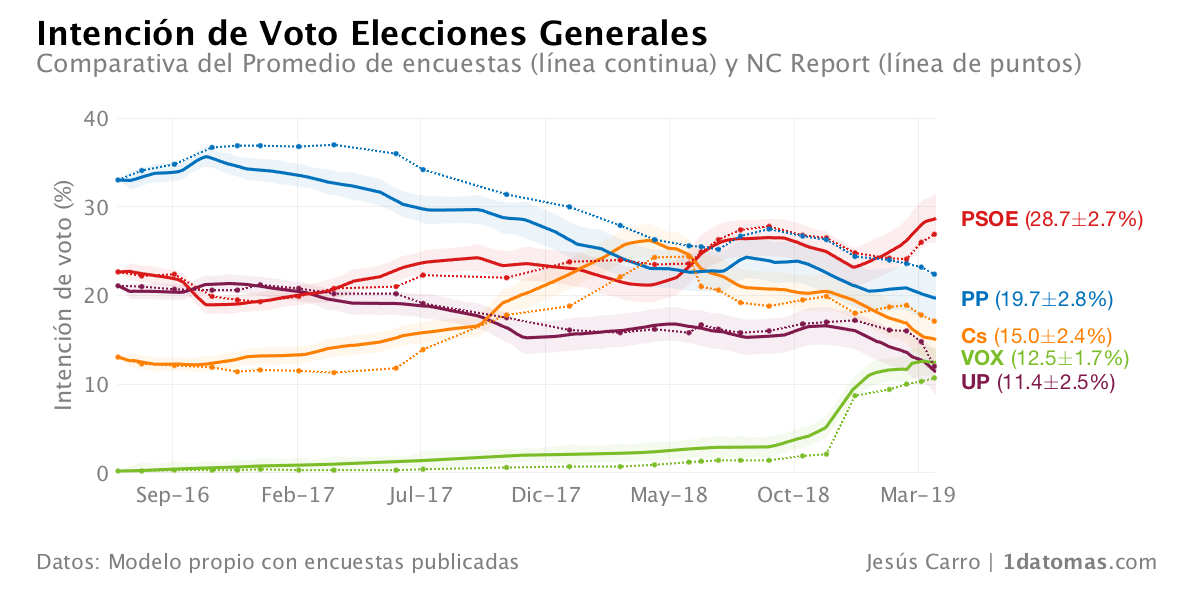 Intención de Voto Elecciones Generales
Comparativa del Promedio de encuestas (línea continua) y NC Report (línea de puntos)
Intención de voto (%)
40
30
20
10
0
Sep–16 Feb–17 Jul–17 Dic–17 May–18 Oct–18 Mar–19
PSOE (28.7±2.7%)
PP (19.7±2.8%)
Cs (15.0±2.4%)
VOX (12.5±1.7%)
UP (11.4±2.5%)
Datos: Modelo propio con encuestas publicadas
Jesús Carro | 1datomas.com